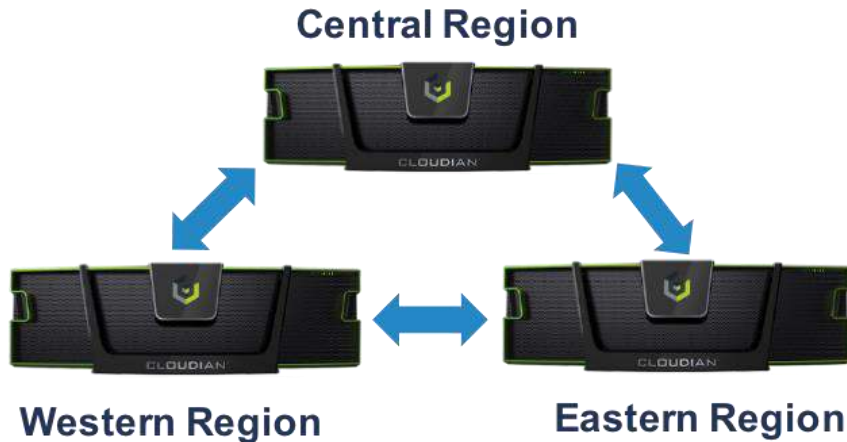 Central Region
CLOUDIAN
CLOUDIAN
CLOUDIAN
Western Region
Eastern Region